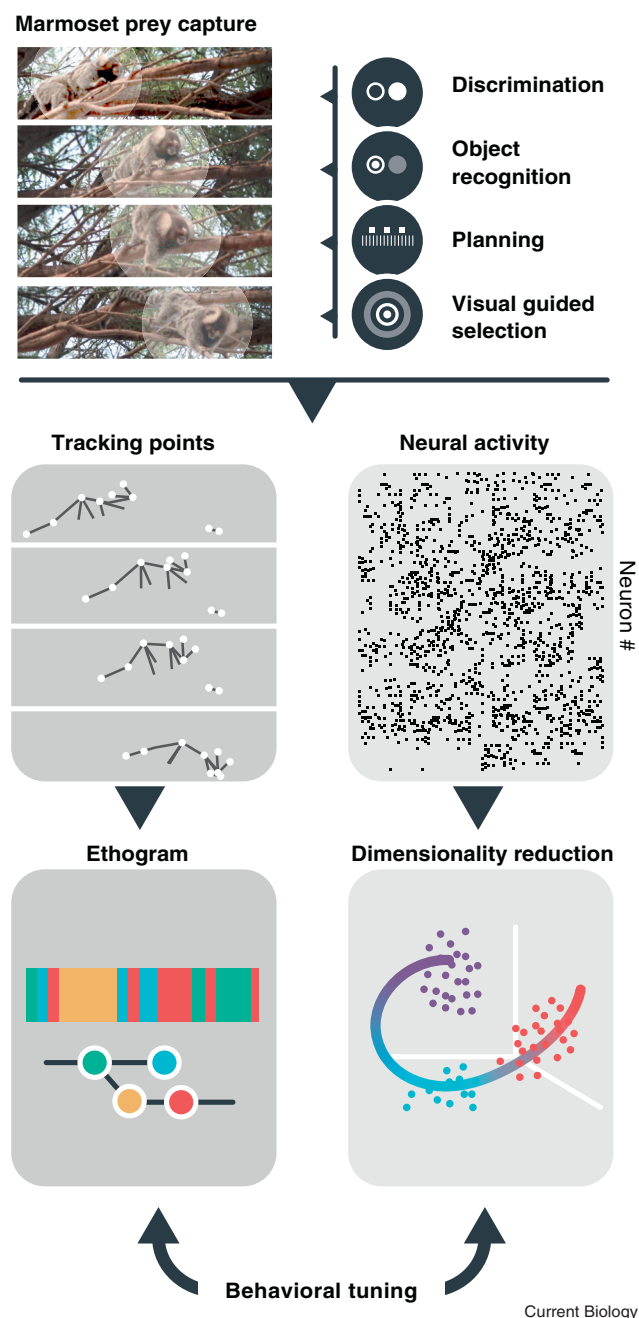 Marmoset prey capture
Discrimination
Object
recognition
Planning
Visual guided
selection
Tracking points
Neural activity
Neuron #
Ethogram
Dimensionality reduction
Behavioral tuning
Current Biology